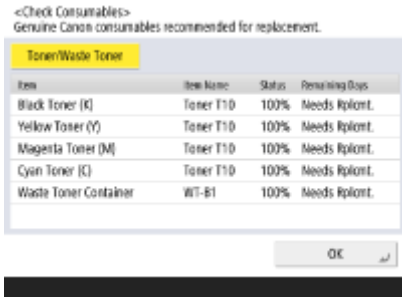 <Check Consumables>
Genuine Canon consumables recommended for replacement.
Toner/Waste Toner
Item Item Name Status Remaining Days
Black Toner (K) Toner T10 100% Needs Rplcmt.
Yellow Toner (Y) Toner T10 100% Needs Rplcmt.
Magenta Toner (M) Toner T10 100% Needs Rplcmt.
Cyan Toner (C) Toner T10 100% Needs Rplcmt.
Waste Toner Container WT-B1 100% Needs Rplcmt.
OK